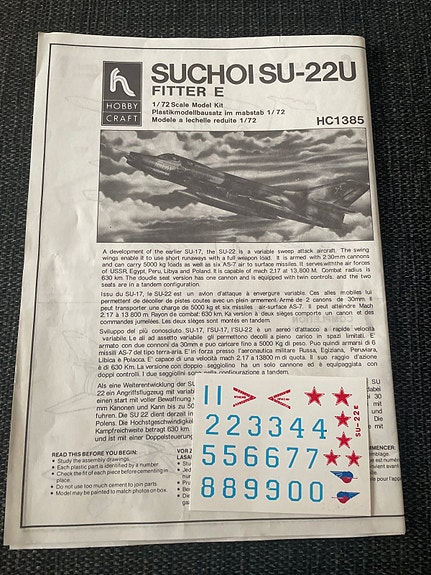 SUCHOI SU-22U
FITTER E
HOBBY
CRAFT
1/72 Scale Model Kit
Plastikmodellbausatz im mabstab 1/72
Modele a lechelle reduite 1/72
HC1385
A development of the earlier SU-17, the SU-22 is a variable sweep attack aircraft. The swing
wings enable it to use short runaways with a full weapon load. It is armed with 2 30mm cannons
and can carry 5000 kg loads as well as six AS-7 air to surface missiles. It serves with the air forces
of USSR, Egypt, Peru, Libya and Poland. It is capable of mech 2.17 at 13 800 M. Combat radius is
630 km. The doudle seat version has one cannon and is equipped with twin controls, and the two
seats are in a tandem configuration.
Issu du SU-17, le SU-22 est un avion d'attaque à envergure variable. Ces ailes mobiles lui
permettent de décoller de pistes coutes avec un plein armement. Armé de 2 canons de 30mm. Il
peut transporter une charge de 5000 kg et six missiles air-surface AS-7. Il peut atteindre Mach
2.17 à 13 800 m. Rayon de combat: 630 km. Ka version à deux sièges comporte un canon et des
commandes jumelées. Les deux sièges sont montés en tandem.
Sviluppo del più conosciuto SU-17, l'SU-17, l'SU-22 è un aereo d'attacco a rapide velocità
variabile. Le ali ad assetto variabile gli permettono decolli a pieno carico in spazi limitati. E'
armato con due cannoni da 30mm e puó caricare fino a 5000 Kg di peso. Puo quindi armarsi di 6
missili AS-7 del tipo terra-aria. E' in forza presso l'aeronautica militare Russa, Egiziana, Peruviana,
Libica è Polacca. E' capace di una velocità mach 2.17 a 13800 m. di altezza. Il suo raggio d'azione
è di 630 Km. La versione con doppio seggiolino ha un solo cannone ed è equipaggiata con
doppi controlli. I due seggiolini sono nella configurazione a tandem.
Als eine Weiterentwicklung der SU
22 ein Angriffsflugzeug mit variab
einen start mit voller Bewaffnung v
mm Kanonen und Kann bis zu 50
führen. Die SU 22 dient derzeit in
Polens. Die Höchstgeschwindigke
Kampfreichweite betragt 630 km.
und ist mit einer Doppelsteuerung
READ THIS BEFORE YOU BEGIN:
• Study the assembly drawings.
• Each plastic part is identified by a number.
• Check the fit of each piece before cementing in
place.
• Do not use too much cement to join parts
• Model may be painted to match photos on box.
11
223344
556677
889900
SU-22E